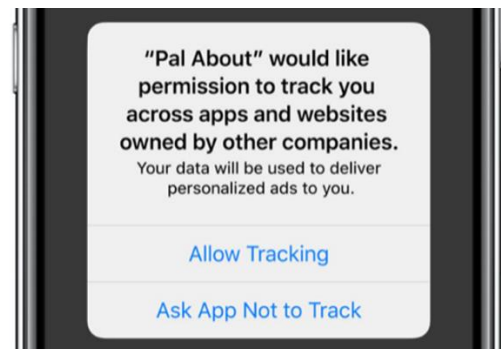 “Pal About” would like
permission to track you
across apps and websites
owned by other companies.
Your data will be used to deliver
personalized ads to you.
Allow Tracking
Ask App Not to Track